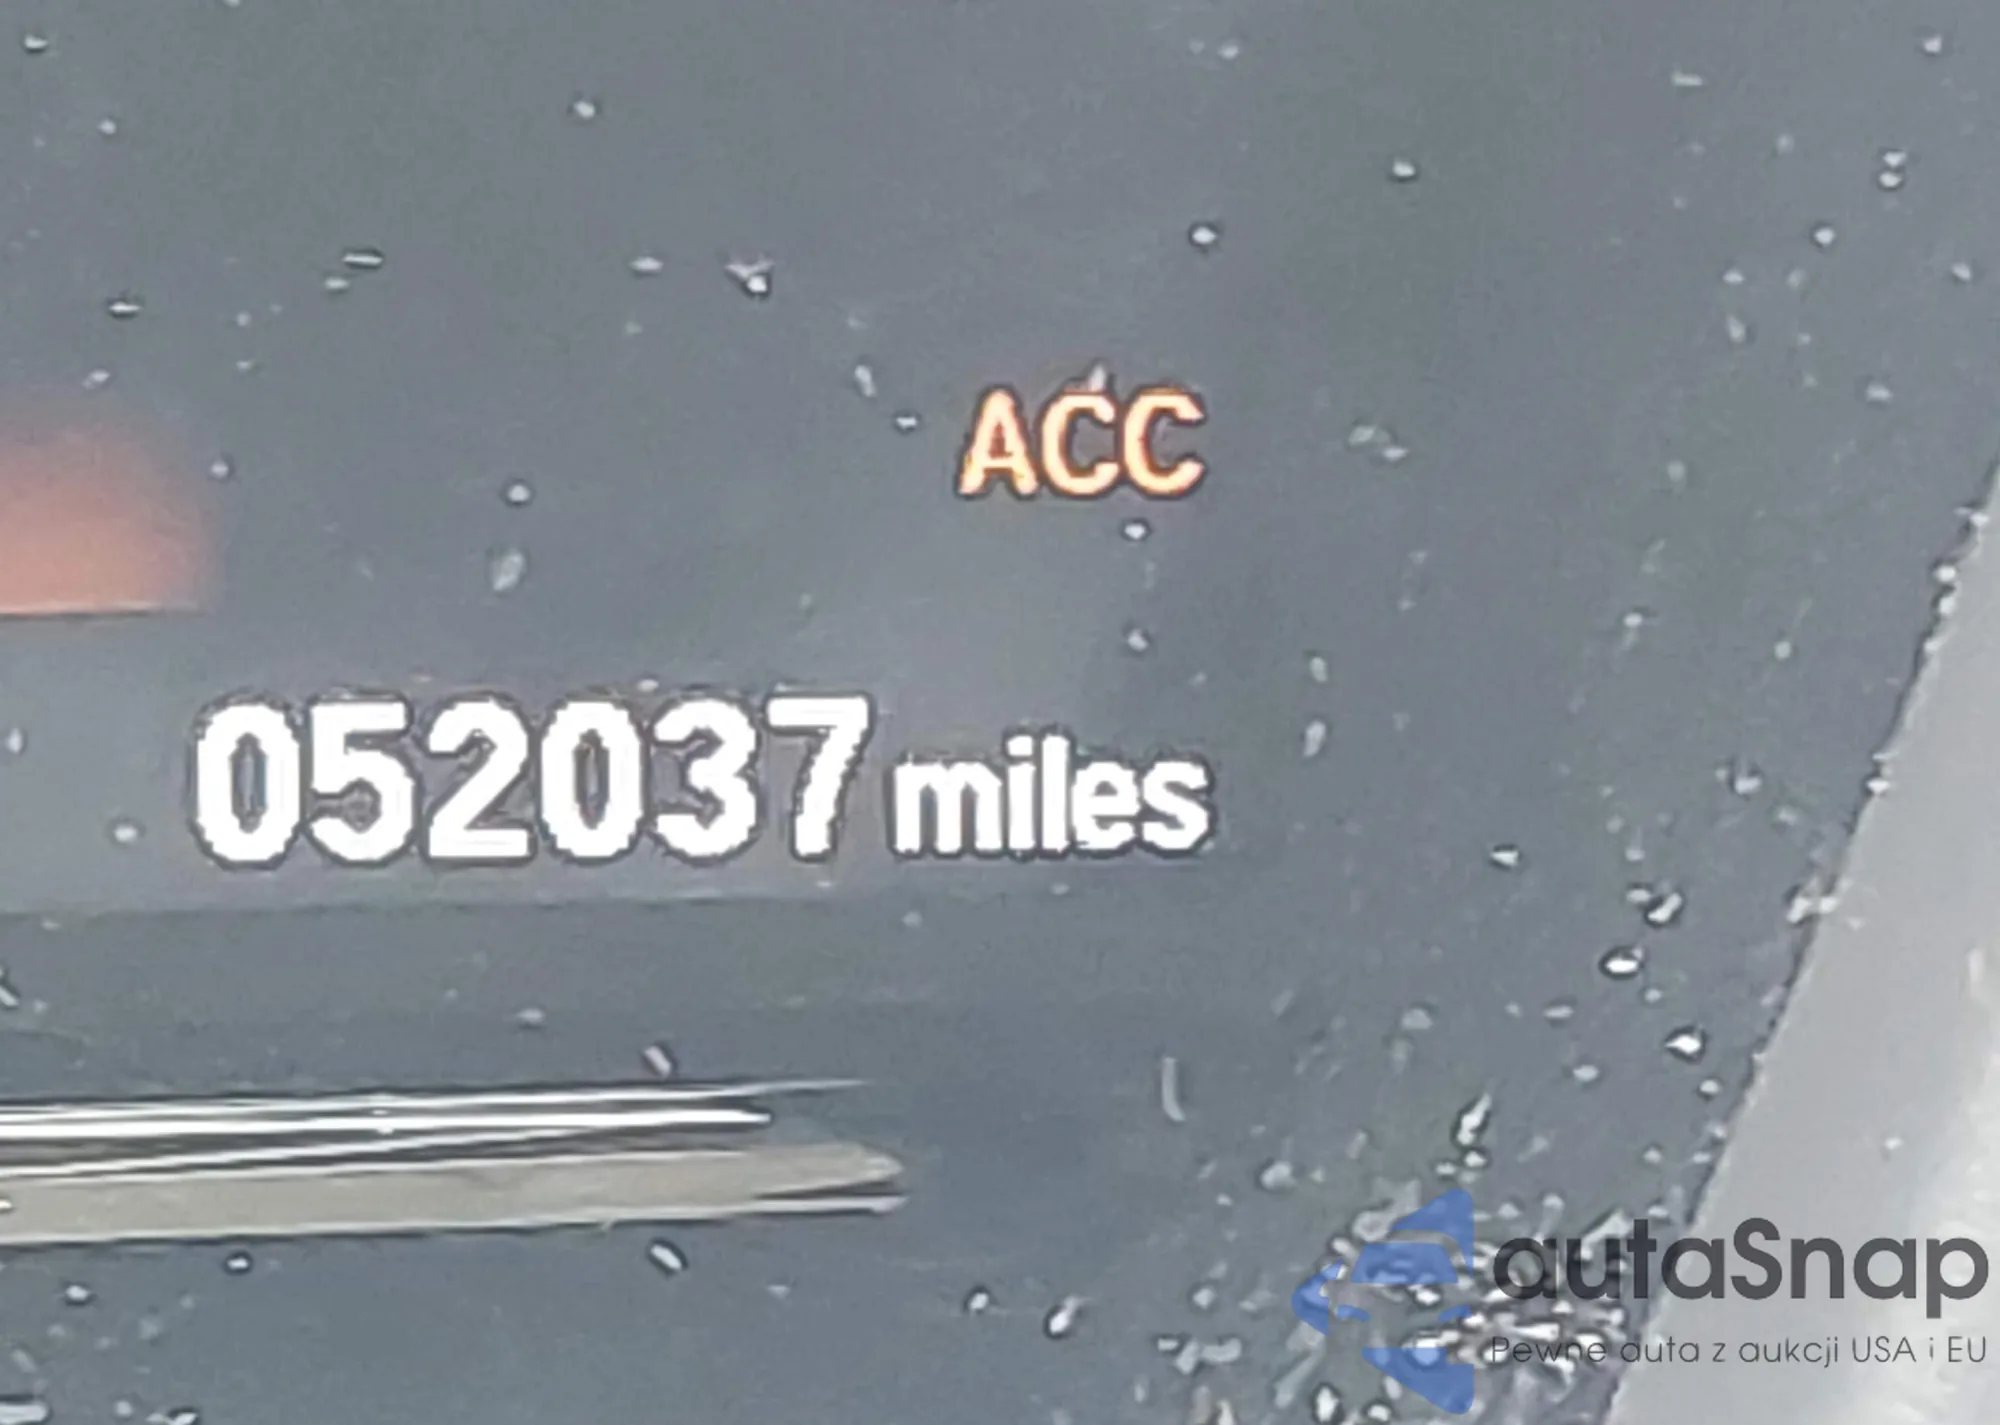 ACC
052037 miles
autaSnap
Pewne auta z aukcji USA i EU